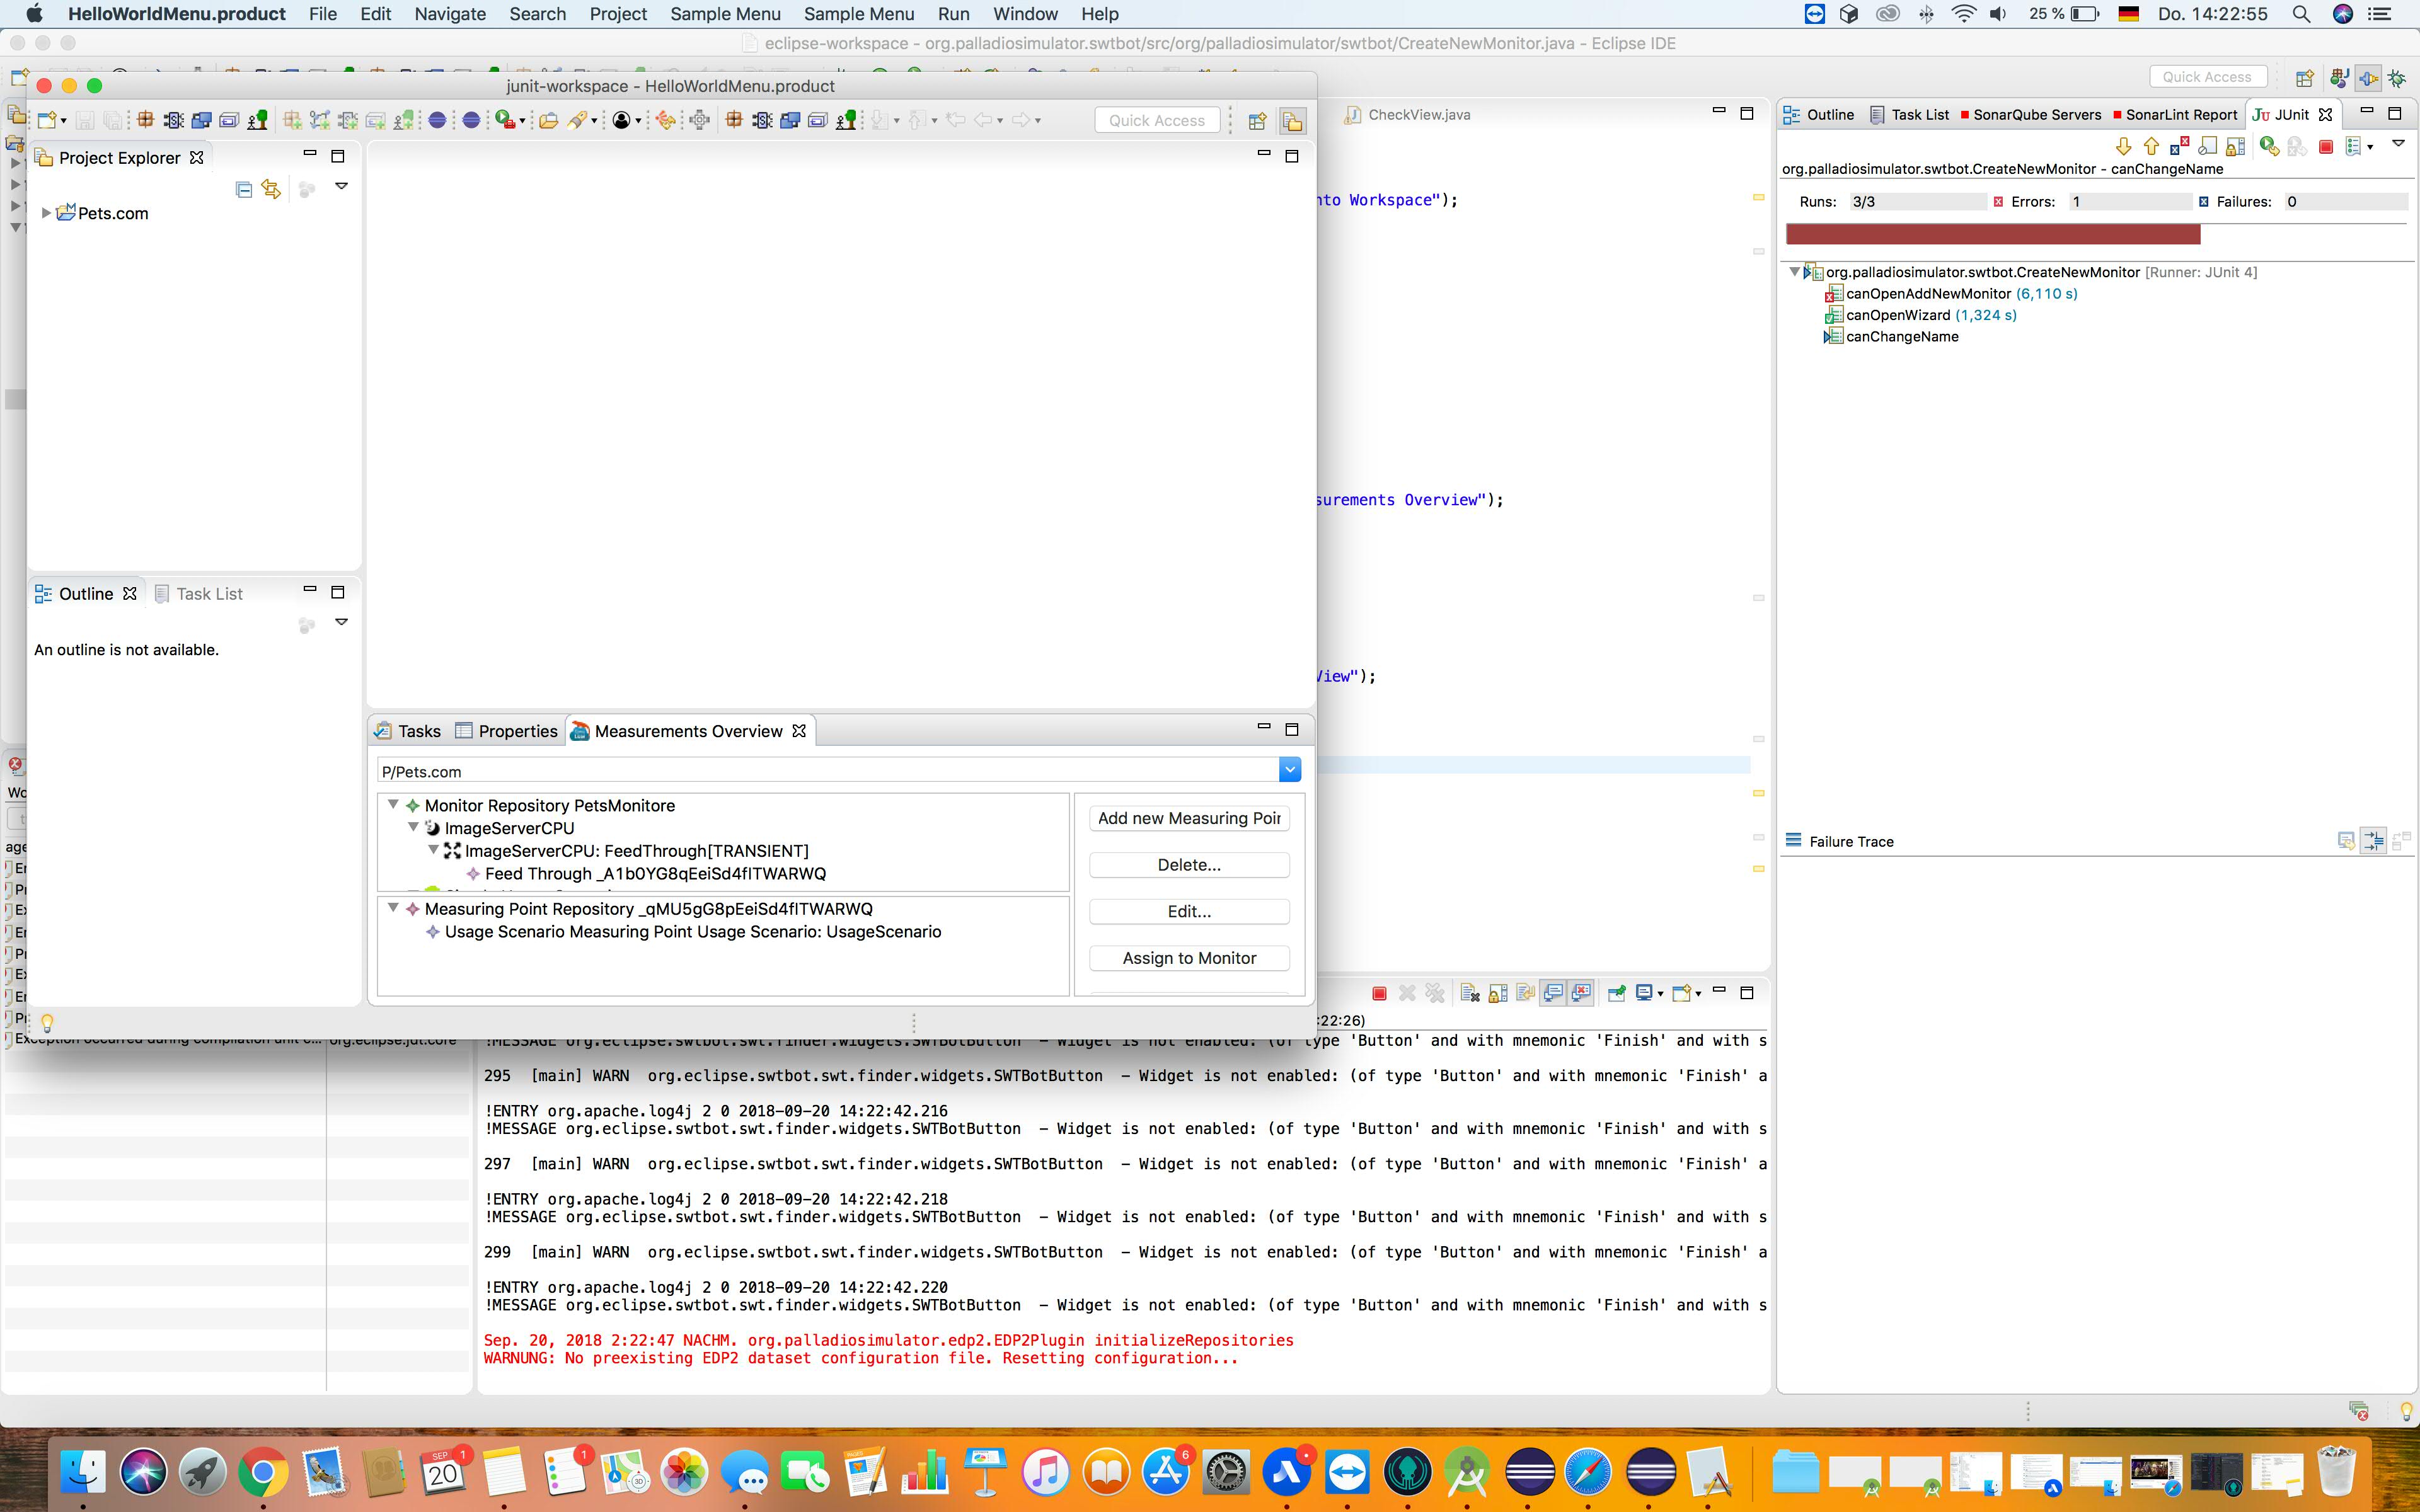 HelloWorldMenu.product File Edit Navigate Search Project Sample Menu Sample Menu Run Window Help 25 % Do. 14:22:55
eclipse-workspace - org.palladiosimulator.swtbot/src/org/palladiosimulator/swtbot/CreateNewMonitor.java - Eclipse IDE
Quick Access
junit-workspace - HelloWorldMenu.product
Quick Access
CheckView.java
Outline Task List SonarQube Servers SonarLint Report JUnit
Project Explorer
org.palladiosimulator.swtbot.CreateNewMonitor - canChangeName
Runs: 3/3 Errors: 1 Failures: 0
nto Workspace");
Pets.com
org.palladiosimulator.swtbot.CreateNewMonitor [Runner: JUnit 4]
canOpenAddNewMonitor (6,110 s)
canOpenWizard (1,324 s)
canChangeName
surements Overview");
Outline Task List
An outline is not available.
View");
Tasks Properties Measurements Overview
P/Pets.com
Monitor Repository PetsMonitore
ImageServerCPU
ImageServerCPU: FeedThrough[TRANSIENT]
Feed Through _A1b0YG8qEeiSd4fITWARWQ
Measuring Point Repository _qMU5gG8pEeiSd4fITWARWQ
Usage Scenario Measuring Point Usage Scenario: UsageScenario
Add new Measuring Poir
Delete...
Edit...
Assign to Monitor
Failure Trace
:22:26)
Exception occurred during compilation unit c... org.eclipse.jdt.core
!MESSAGE org.eclipse.swtbot.swt.finder.widgets.SWTBotButton - Widget is not enabled: (of type 'Button' and with mnemonic 'Finish' and with s
295 [main] WARN org.eclipse.swtbot.swt.finder.widgets.SWTBotButton - Widget is not enabled: (of type 'Button' and with mnemonic 'Finish' a
!ENTRY org.apache.log4j 2 0 2018-09-20 14:22:42.216
!MESSAGE org.eclipse.swtbot.swt.finder.widgets.SWTBotButton - Widget is not enabled: (of type 'Button' and with mnemonic 'Finish' and with s
297 [main] WARN org.eclipse.swtbot.swt.finder.widgets.SWTBotButton - Widget is not enabled: (of type 'Button' and with mnemonic 'Finish' a
!ENTRY org.apache.log4j 2 0 2018-09-20 14:22:42.218
!MESSAGE org.eclipse.swtbot.swt.finder.widgets.SWTBotButton - Widget is not enabled: (of type 'Button' and with mnemonic 'Finish' and with s
299 [main] WARN org.eclipse.swtbot.swt.finder.widgets.SWTBotButton - Widget is not enabled: (of type 'Button' and with mnemonic 'Finish' a
!ENTRY org.apache.log4j 2 0 2018-09-20 14:22:42.220
!MESSAGE org.eclipse.swtbot.swt.finder.widgets.SWTBotButton - Widget is not enabled: (of type 'Button' and with mnemonic 'Finish' and with s
Sep. 20, 2018 2:22:47 NACHM. org.palladiosimulator.edp2.EDP2Plugin initializeRepositories
WARNUNG: No preexisting EDP2 dataset configuration file. Resetting configuration...
SEP 20 1 1 6